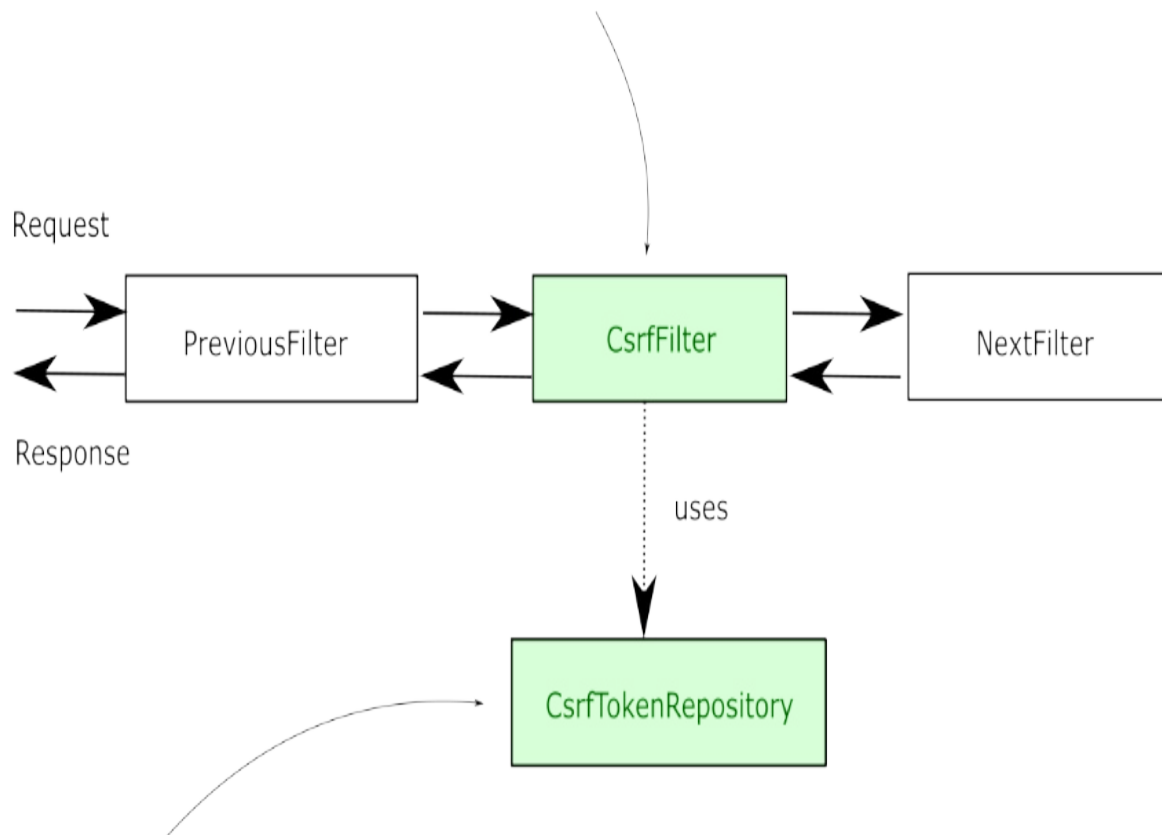 Request
PreviousFilter
CsrfFilter
NextFilter
Response
uses
CsrfTokenRepository